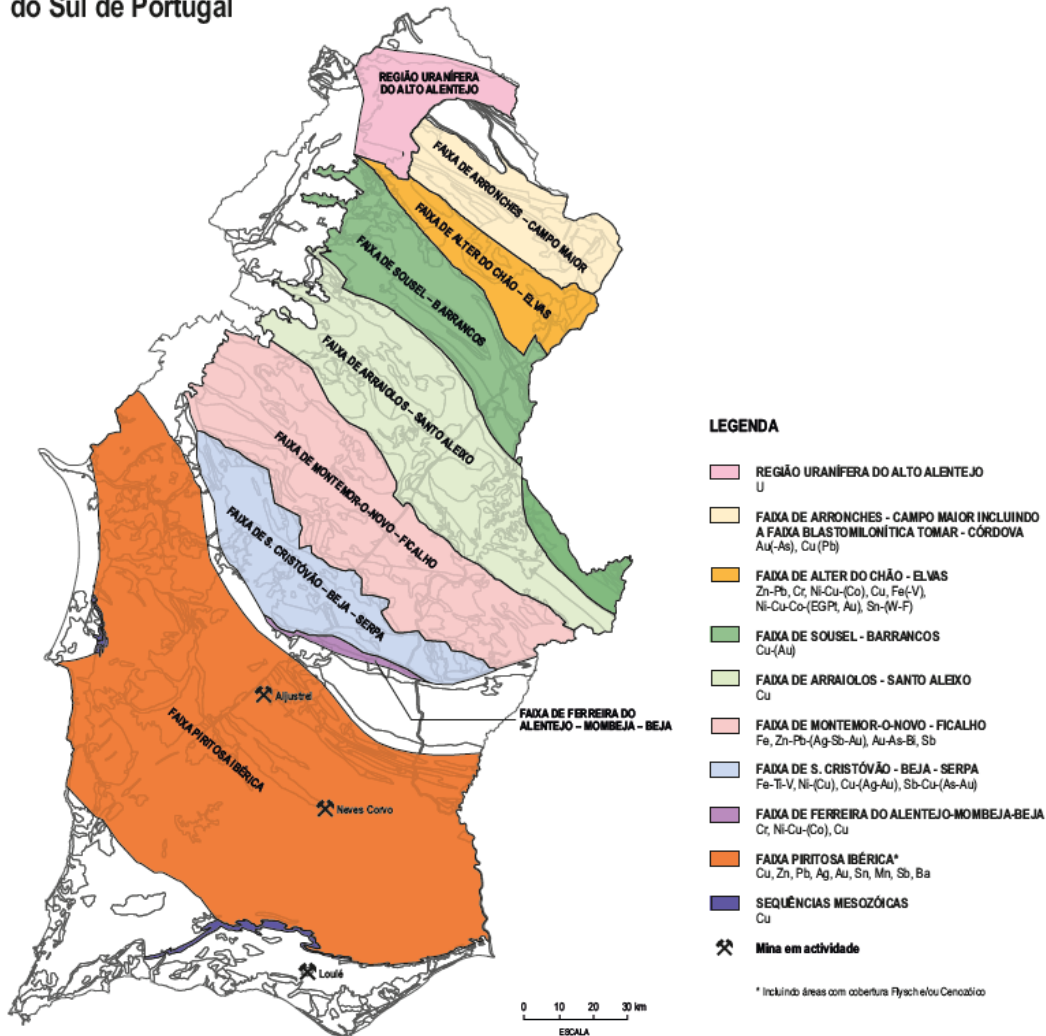 do Sul de Portugal
REGIÃO URANÍFERA
DO ALTO ALENTEJO
FAIXA DE ARRONCHES – CAMPO MAIOR
FAIXA DE ALTER DO CHÃO – ELVAS
FAIXA DE SOUSEL – BARRANCOS
FAIXA DE ARRAIOLOS – SANTO ALEIXO
FAIXA DE MONTEMOR-O-NOVO – FICALHO
FAIXA DE S. CRISTÓVÃO – BEJA – SERPA
FAIXA DE FERREIRA DO
ALENTEJO – MOMBEJA – BEJA
FAIXA PIRITOSA IBÉRICA
Aljustrel
Neves Corvo
Loulé
LEGENDA
REGIÃO URANÍFERA DO ALTO ALENTEJO
U
FAIXA DE ARRONCHES - CAMPO MAIOR INCLUINDO
A FAIXA BLASTOMILONÍTICA TOMAR - CÓRDOVA
Au(-As), Cu (Pb)
FAIXA DE ALTER DO CHÃO - ELVAS
Zn-Pb, Cr, Ni-Cu-(Co), Cu, Fe(-V),
Ni-Cu-Co-(EGPt, Au), Sn-(W-F)
FAIXA DE SOUSEL - BARRANCOS
Cu-(Au)
FAIXA DE ARRAIOLOS - SANTO ALEIXO
Cu
FAIXA DE MONTEMOR-O-NOVO - FICALHO
Fe, Zn-Pb-(Ag-Sb-Au), Au-As-Bi, Sb
FAIXA DE S. CRISTÓVÃO - BEJA - SERPA
Fe-Ti-V, Ni-(Cu), Cu-(Ag-Au), Sb-Cu-(As-Au)
FAIXA DE FERREIRA DO ALENTEJO-MOMBEJA-BEJA
Cr, Ni-Cu-(Co), Cu
FAIXA PIRITOSA IBÉRICA*
Cu, Zn, Pb, Ag, Au, Sn, Mn, Sb, Ba
SEQUÊNCIAS MESOZÓICAS
Cu
Mina em actividade
* Incluindo áreas com cobertura Flysch e/ou Cenozóico
0 10 20 30 km
ESCALA